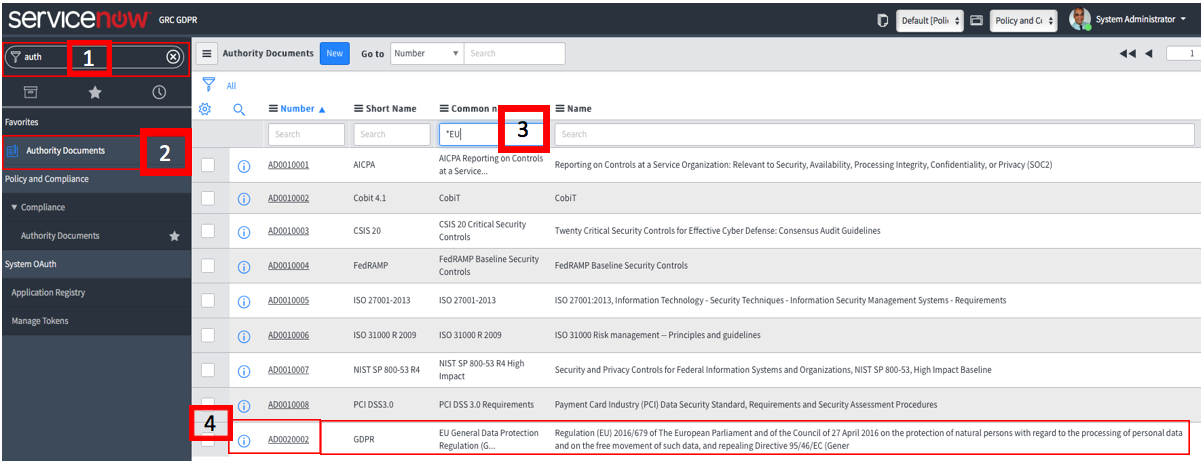 servicenow GRC GDPR
Default [Polic
Policy and Co
System Administrator
auth
1
Authority Documents
New
Go to
Number
Search
1
All
Favorites
Number
Short Name
Common n
Name
Search
Search
*EU
3
Search
Authority Documents
2
Policy and Compliance
Compliance
Authority Documents
System OAuth
Application Registry
Manage Tokens
AD0010001
AICPA
AICPA Reporting on Controls
at a Service...
Reporting on Controls at a Service Organization: Relevant to Security, Availability, Processing Integrity, Confidentiality, or Privacy (SOC2)
AD0010002
Cobit 4.1
CobiT
CobiT
AD0010003
CSIS 20
CSIS 20 Critical Security
Controls
Twenty Critical Security Controls for Effective Cyber Defense: Consensus Audit Guidelines
AD0010004
FedRAMP
FedRAMP Baseline Security
Controls
FedRAMP Baseline Security Controls
AD0010005
ISO 27001-2013
ISO 27001-2013
ISO 27001:2013, Information Technology - Security Techniques - Information Security Management Systems - Requirements
AD0010006
ISO 31000 R 2009
ISO 31000 R 2009
ISO 31000 Risk management -- Principles and guidelines
AD0010007
NIST SP 800-53 R4
NIST SP 800-53 R4 High
Impact
Security and Privacy Controls for Federal Information Systems and Organizations, NIST SP 800-53, High Impact Baseline
AD0010008
PCI DSS3.0
PCI DSS 3.0 Requirements
Payment Card Industry (PCI) Data Security Standard, Requirements and Security Assessment Procedures
4
AD0020002
GDPR
EU General Data Protection
Regulation (G...
Regulation (EU) 2016/679 of The European Parliament and of the Council of 27 April 2016 on the protection of natural persons with regard to the processing of personal data
and on the free movement of such data, and repealing Directive 95/46/EC (Gener